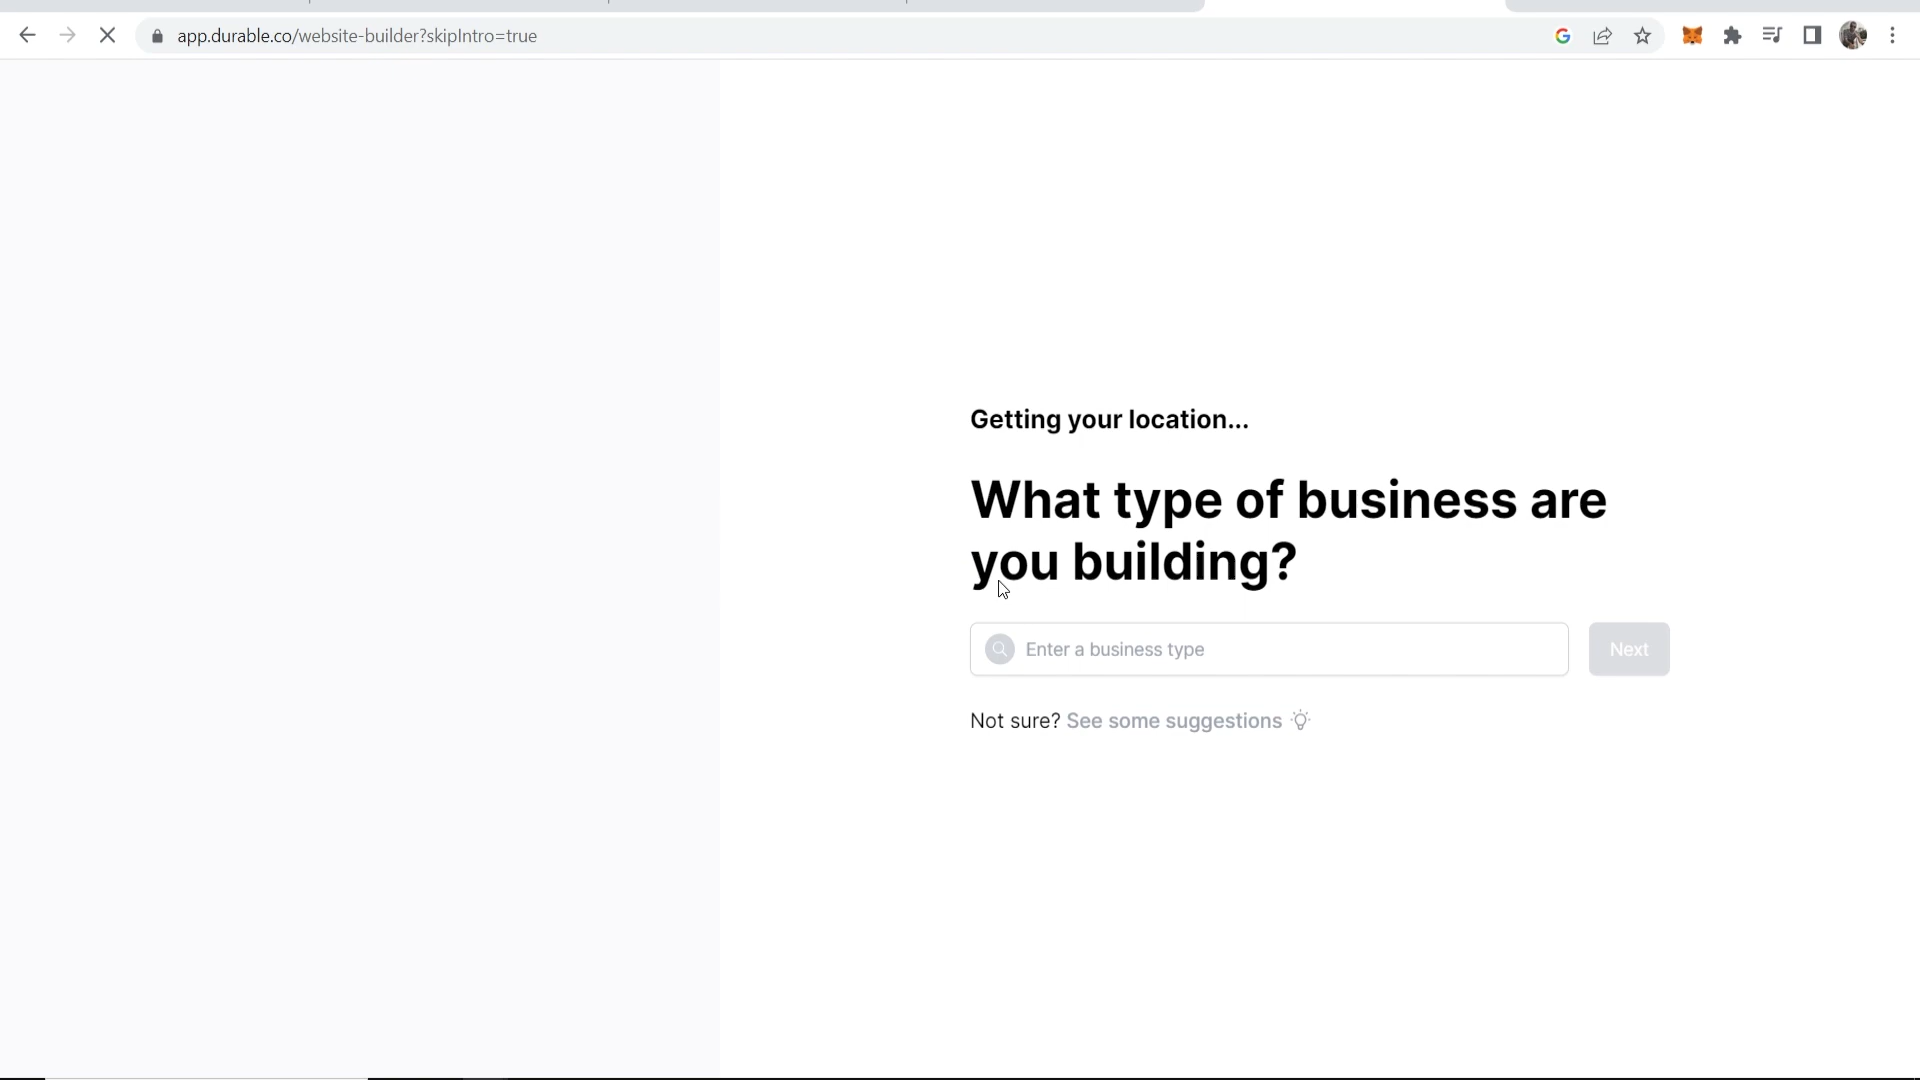 app.durable.co/website-builder?skipIntro=true
Getting your location...
What type of business are
you building?
Enter a business type
Next
Not sure? See some suggestions